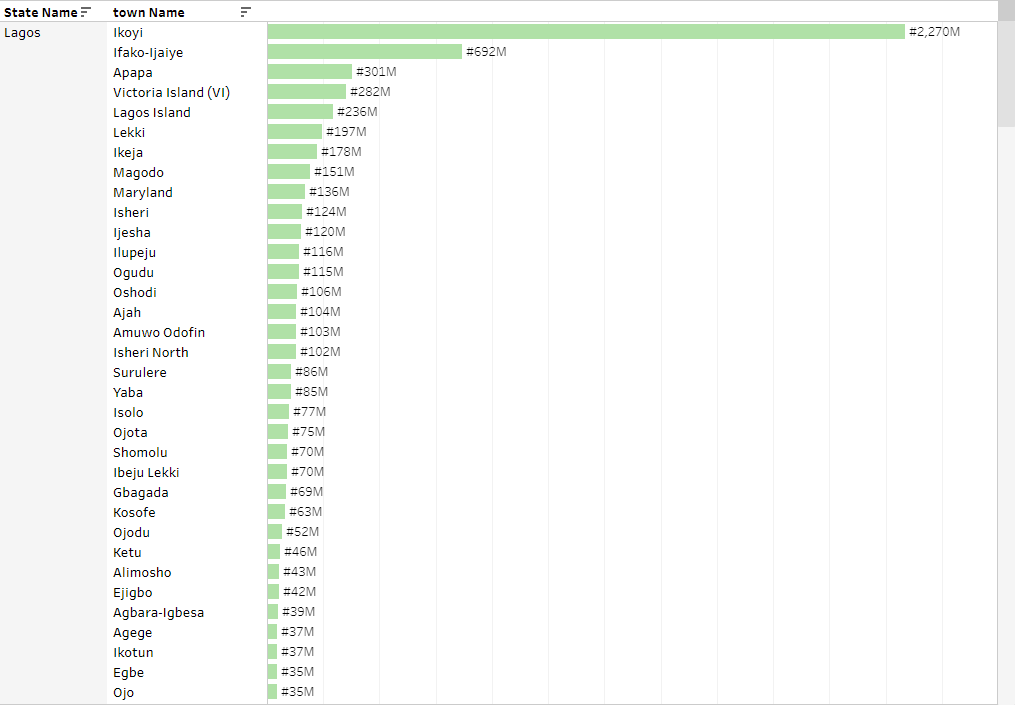 State Name town Name
Lagos Ikoyi #2,270M
Ifako-Ijaiye #692M
Apapa #301M
Victoria Island (VI) #282M
Lagos Island #236M
Lekki #197M
Ikeja #178M
Magodo #151M
Maryland #136M
Isheri #124M
Ijesha #120M
Ilupeju #116M
Ogudu #115M
Oshodi #106M
Ajah #104M
Amuwo Odofin #103M
Isheri North #102M
Surulere #86M
Yaba #85M
Isolo #77M
Ojota #75M
Shomolu #70M
Ibeju Lekki #70M
Gbagada #69M
Kosofe #63M
Ojodu #52M
Ketu #46M
Alimosho #43M
Ejigbo #42M
Agbara-Igbesa #39M
Agege #37M
Ikotun #37M
Egbe #35M
Ojo #35M